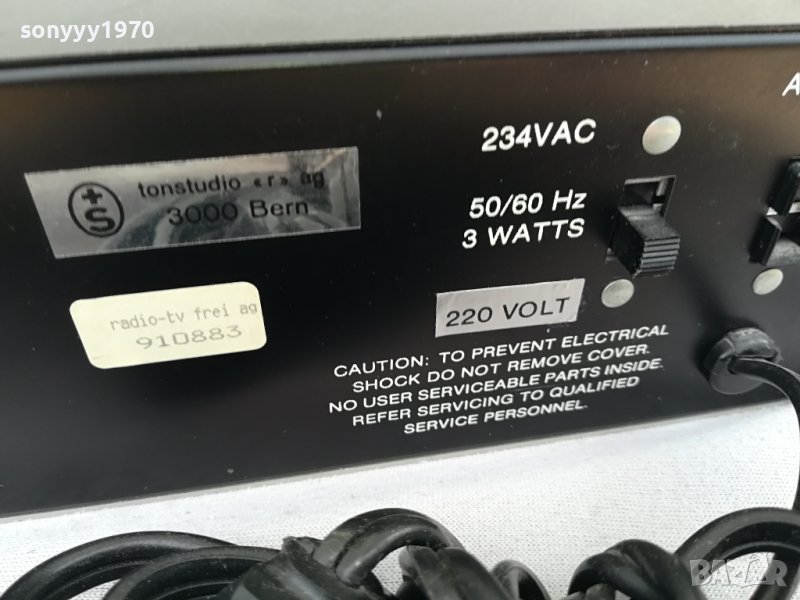 sonyyy1970
A
234VAC
50/60 Hz
3 WATTS
+S
tonstudio «r» ag
3000 Bern
radio-tv frei ag
910883
220 VOLT
CAUTION: TO PREVENT ELECTRICAL
SHOCK DO NOT REMOVE COVER.
NO USER SERVICEABLE PARTS INSIDE.
REFER SERVICING TO QUALIFIED
SERVICE PERSONNEL.
BAZAR